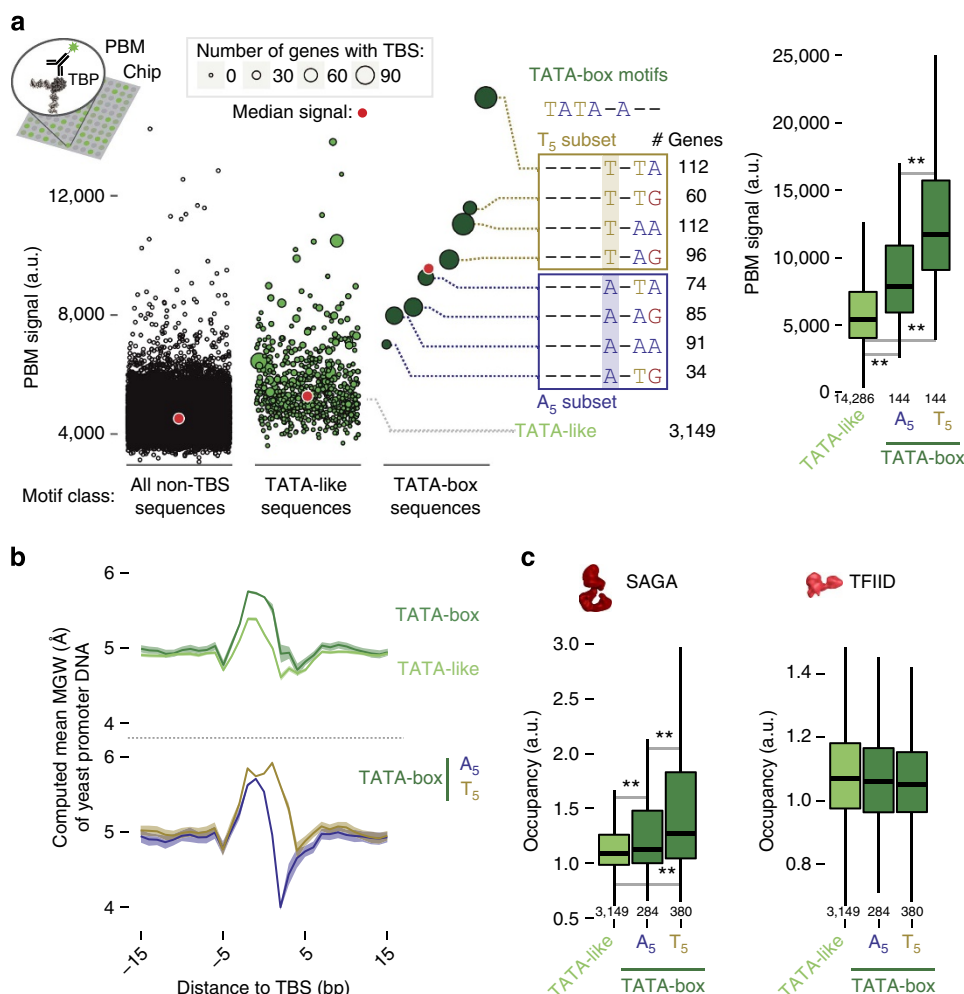 a
PBM
Chip
TBP
Number of genes with TBS:
0 30 60 90
Median signal:
PBM signal (a.u.)
12,000
8,000
4,000
Motif class:
All non-TBS
sequences
TATA-like
sequences
TATA-box
sequences
TATA-box motifs
TATA-A--
T5 subset
# Genes
----T-TA 112
----T-TG 60
----T-AA 112
----T-AG 96
----A-TA 74
----A-AG 85
----A-AA 91
----A-TG 34
A5 subset
TATA-like 3,149
PBM signal (a.u.)
25,000
20,000
15,000
10,000
5,000
0
**
**
**
14,286 144 144
TATA-like A5 T5
TATA-box
b
Computed mean MGW (Å)
of yeast promoter DNA
6
5
4
6
5
4
TATA-box
TATA-like
TATA-box A5 T5
−15 −5 5 15
Distance to TBS (bp)
c
SAGA
Occupancy (a.u.)
3.0
2.5
2.0
1.5
1.0
0.5
**
**
**
3,149 284 380
TATA-like A5 T5
TATA-box
TFIID
Occupancy (a.u.)
1.4
1.2
1.0
0.8
3,149 284 380
TATA-like A5 T5
TATA-box